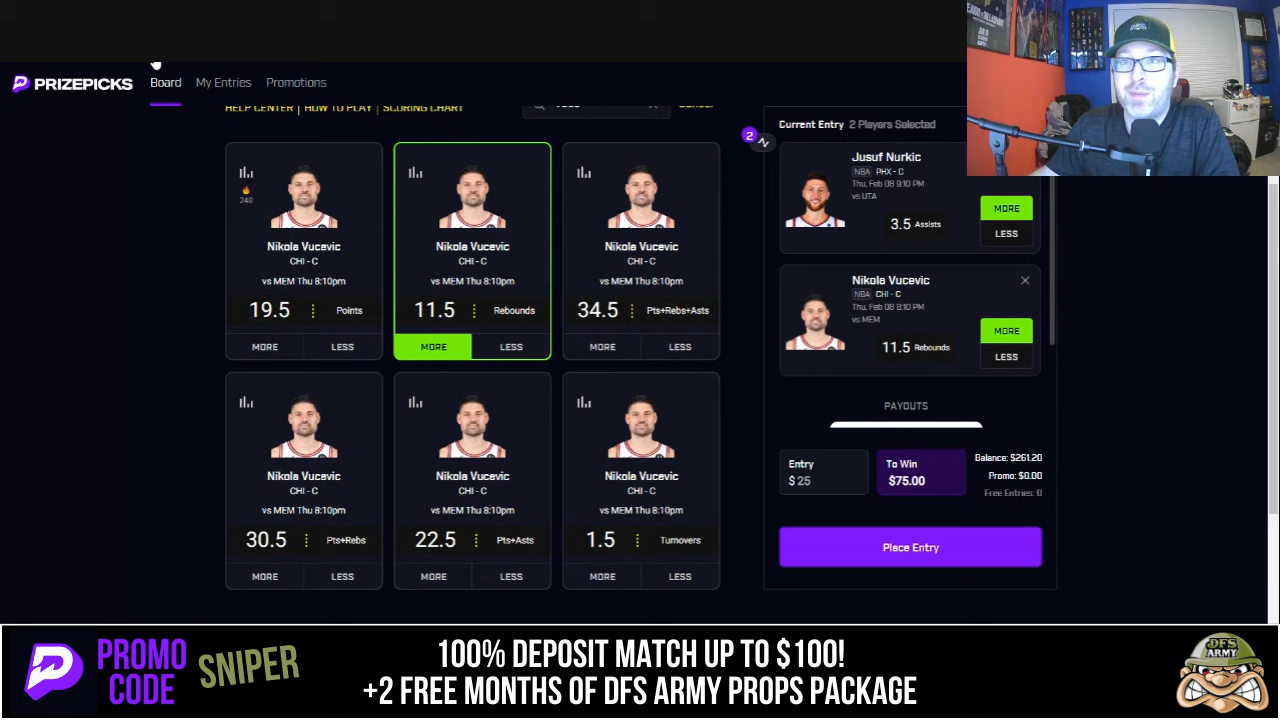 PRIZEPICKS
Board
My Entries
Promotions
HELP CENTER | HOW TO PLAY | SCORING CHART
Current Entry 2 Players Selected
2
248
Nikola Vucevic
CHI - C
vs MEM Thu 8:10pm
19.5 Points
MORE LESS
Nikola Vucevic
CHI - C
vs MEM Thu 8:10pm
11.5 Rebounds
MORE LESS
Nikola Vucevic
CHI - C
vs MEM Thu 8:10pm
34.5 Pts+Rebs+Asts
MORE LESS
Nikola Vucevic
CHI - C
vs MEM Thu 8:10pm
30.5 Pts+Rebs
MORE LESS
Nikola Vucevic
CHI - C
vs MEM Thu 8:10pm
22.5 Pts+Asts
MORE LESS
Nikola Vucevic
CHI - C
vs MEM Thu 8:10pm
1.5 Turnovers
MORE LESS
Jusuf Nurkic
NBA PHX - C
Thu, Feb 08 9:10 PM
vs UTA
3.5 Assists
MORE
LESS
Nikola Vucevic
NBA CHI - C
Thu, Feb 08 8:10 PM
vs MEM
11.5 Rebounds
MORE
LESS
PAYOUTS
Entry
$ 25
To Win
$75.00
Balance: $261.20
Promo: $0.00
Free Entries: 0
Place Entry
PROMO
CODE
SNIPER
100% DEPOSIT MATCH UP TO $100!
+2 FREE MONTHS OF DFS ARMY PROPS PACKAGE
DFS
ARMY